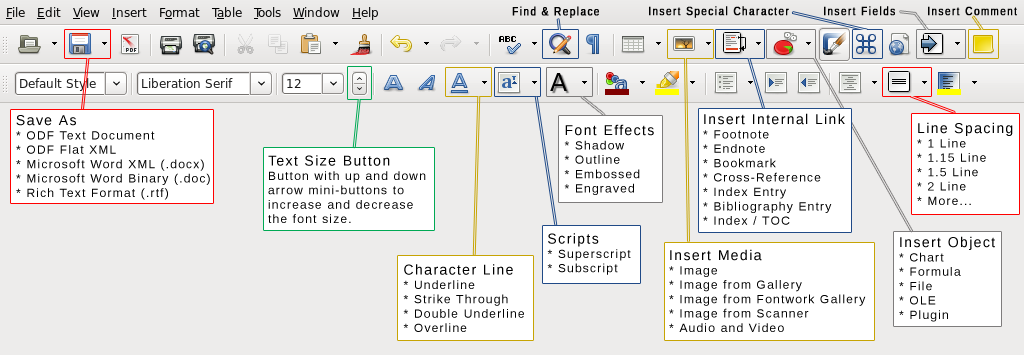 File Edit View Insert Format Table Tools Window Help
Find & Replace
Insert Special Character
Insert Fields
Insert Comment
PDF
ABC
Default Style
Liberation Serif
12
A A A a A a
Save As
* ODF Text Document
* ODF Flat XML
* Microsoft Word XML (.docx)
* Microsoft Word Binary (.doc)
* Rich Text Format (.rtf)
Text Size Button
Button with up and down
arrow mini-buttons to
increase and decrease
the font size.
Character Line
* Underline
* Strike Through
* Double Underline
* Overline
Scripts
* Superscript
* Subscript
Font Effects
* Shadow
* Outline
* Embossed
* Engraved
Insert Internal Link
* Footnote
* Endnote
* Bookmark
* Cross-Reference
* Index Entry
* Bibliography Entry
* Index / TOC
Insert Media
* Image
* Image from Gallery
* Image from Fontwork Gallery
* Image from Scanner
* Audio and Video
Line Spacing
* 1 Line
* 1.15 Line
* 1.5 Line
* 2 Line
* More...
Insert Object
* Chart
* Formula
* File
* OLE
* Plugin